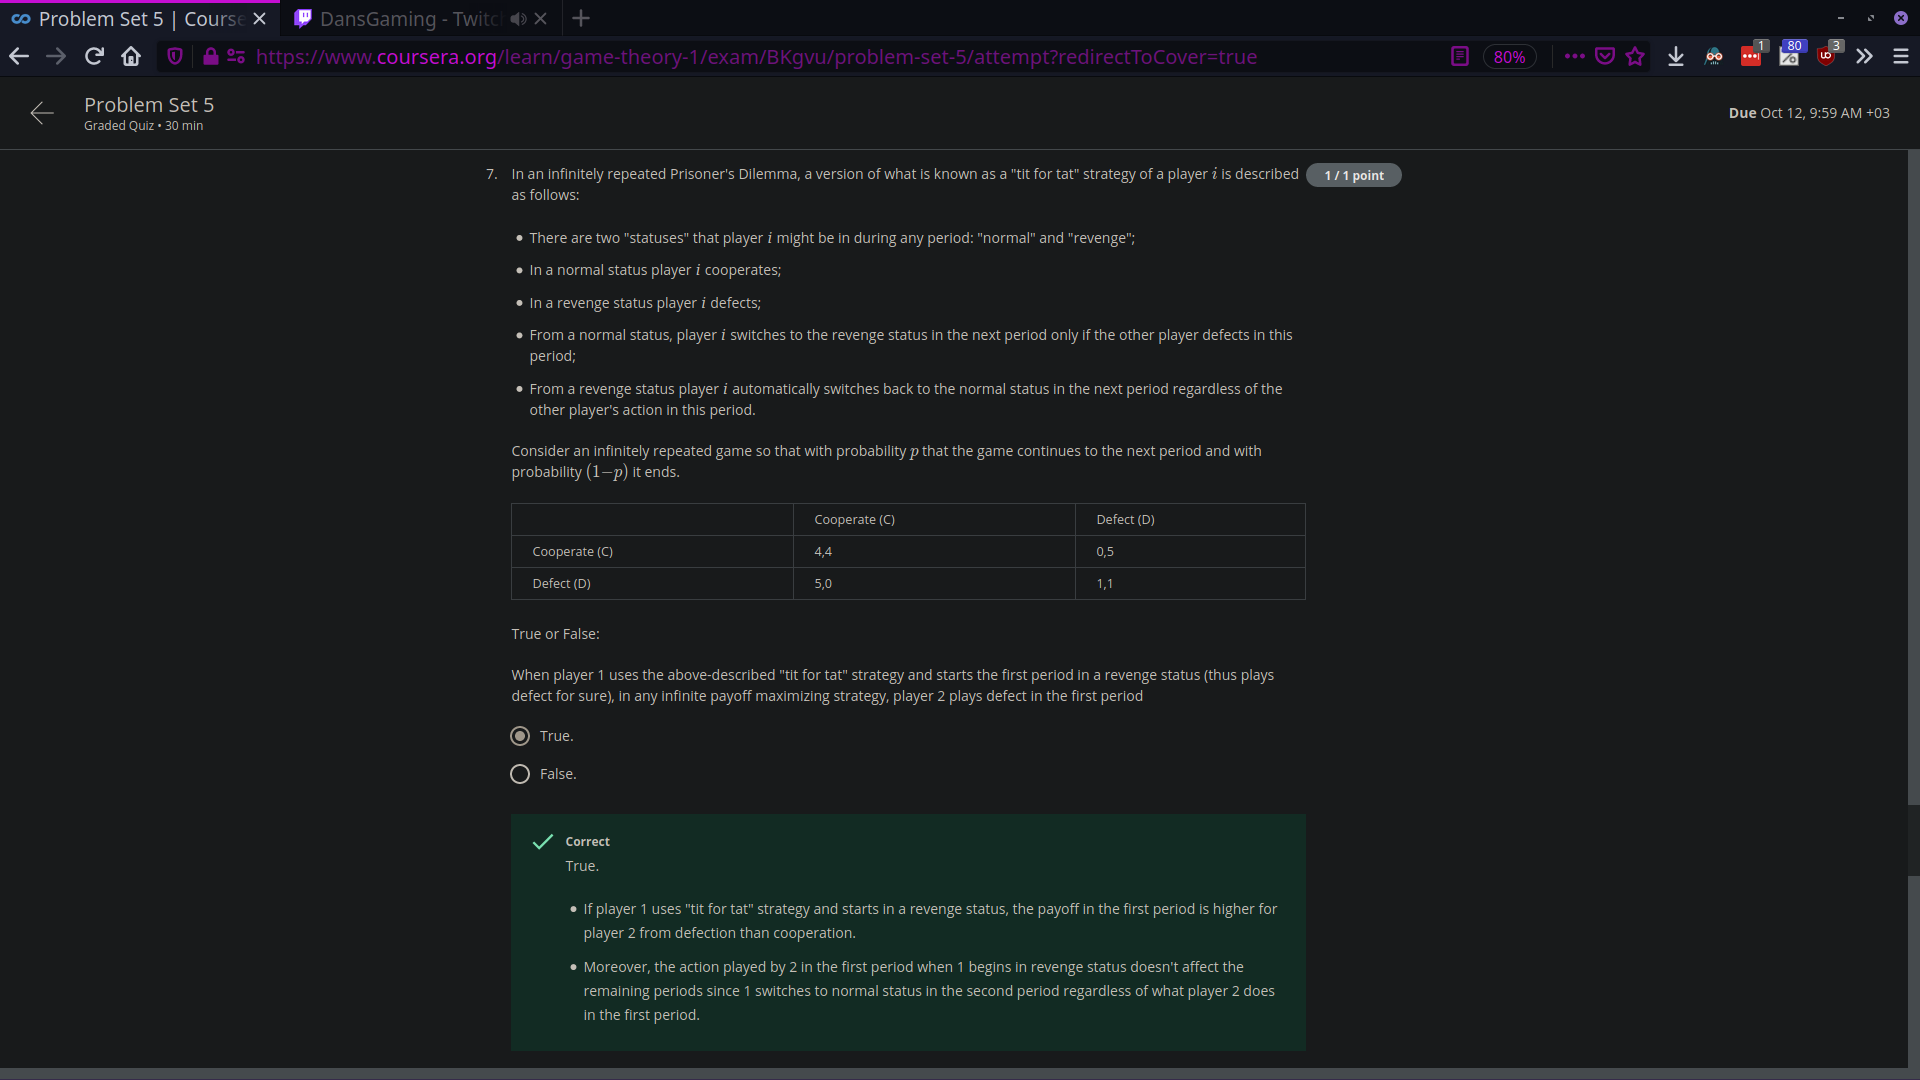 Problem Set 5 | Course
DansGaming - Twitc
https://www.coursera.org/learn/game-theory-1/exam/BKgvu/problem-set-5/attempt?redirectToCover=true
80%
1
80
3
Problem Set 5
Graded Quiz • 30 min
Due Oct 12, 9:59 AM +03
7. In an infinitely repeated Prisoner's Dilemma, a version of what is known as a "tit for tat" strategy of a player i is described
as follows:
1 / 1 point
• There are two "statuses" that player i might be in during any period: "normal" and "revenge";
• In a normal status player i cooperates;
• In a revenge status player i defects;
• From a normal status, player i switches to the revenge status in the next period only if the other player defects in this
period;
• From a revenge status player i automatically switches back to the normal status in the next period regardless of the
other player's action in this period.
Consider an infinitely repeated game so that with probability p that the game continues to the next period and with
probability (1−p) it ends.
Cooperate (C) Defect (D)
Cooperate (C) 4,4 0,5
Defect (D) 5,0 1,1
True or False:
When player 1 uses the above-described "tit for tat" strategy and starts the first period in a revenge status (thus plays
defect for sure), in any infinite payoff maximizing strategy, player 2 plays defect in the first period
True.
False.
Correct
True.
• If player 1 uses "tit for tat" strategy and starts in a revenge status, the payoff in the first period is higher for
player 2 from defection than cooperation.
• Moreover, the action played by 2 in the first period when 1 begins in revenge status doesn't affect the
remaining periods since 1 switches to normal status in the second period regardless of what player 2 does
in the first period.